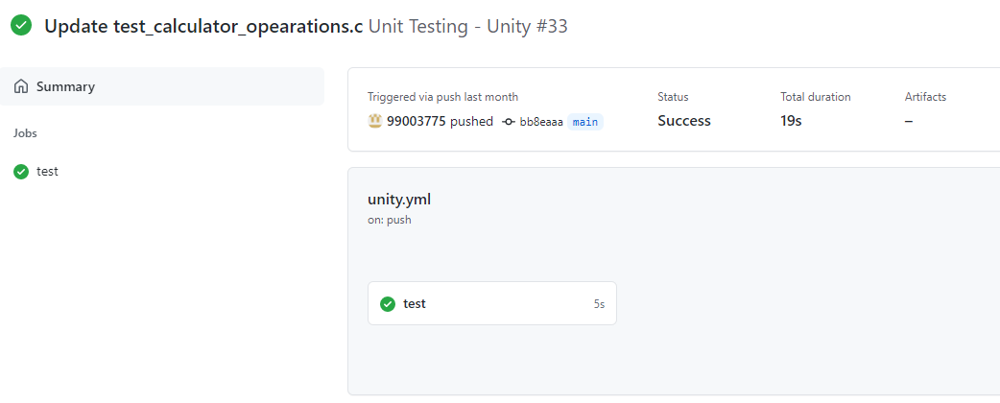 Update test_calculator_opearations.c Unit Testing - Unity #33
Summary
Jobs
test
Triggered via push last month
99003775 pushed bb8eaaa main
Status
Success
Total duration
19s
Artifacts
–
unity.yml
on: push
test 5s